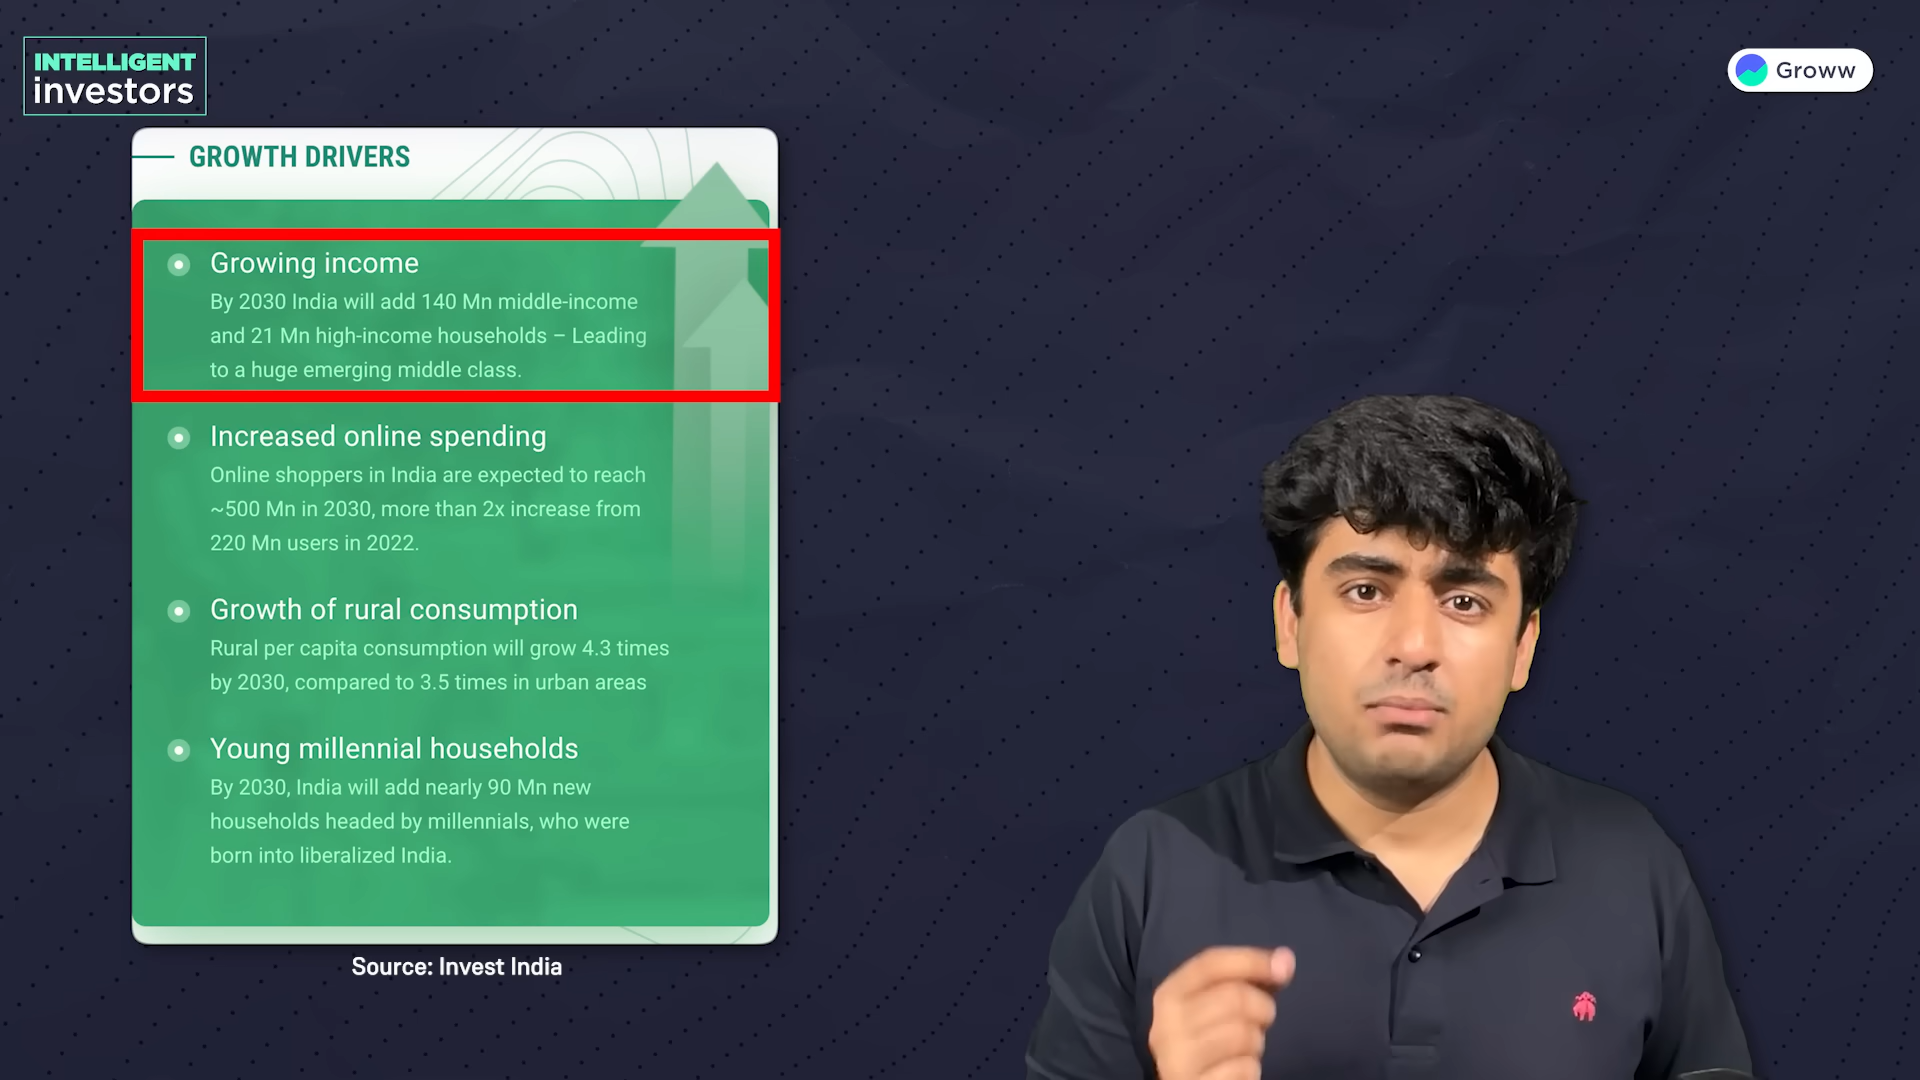 INTELLIGENT
investors
Groww
GROWTH DRIVERS
Growing income
By 2030 India will add 140 Mn middle-income
and 21 Mn high-income households – Leading
to a huge emerging middle class.
Increased online spending
Online shoppers in India are expected to reach
~500 Mn in 2030, more than 2x increase from
220 Mn users in 2022.
Growth of rural consumption
Rural per capita consumption will grow 4.3 times
by 2030, compared to 3.5 times in urban areas
Young millennial households
By 2030, India will add nearly 90 Mn new
households headed by millennials, who were
born into liberalized India.
Source: Invest India